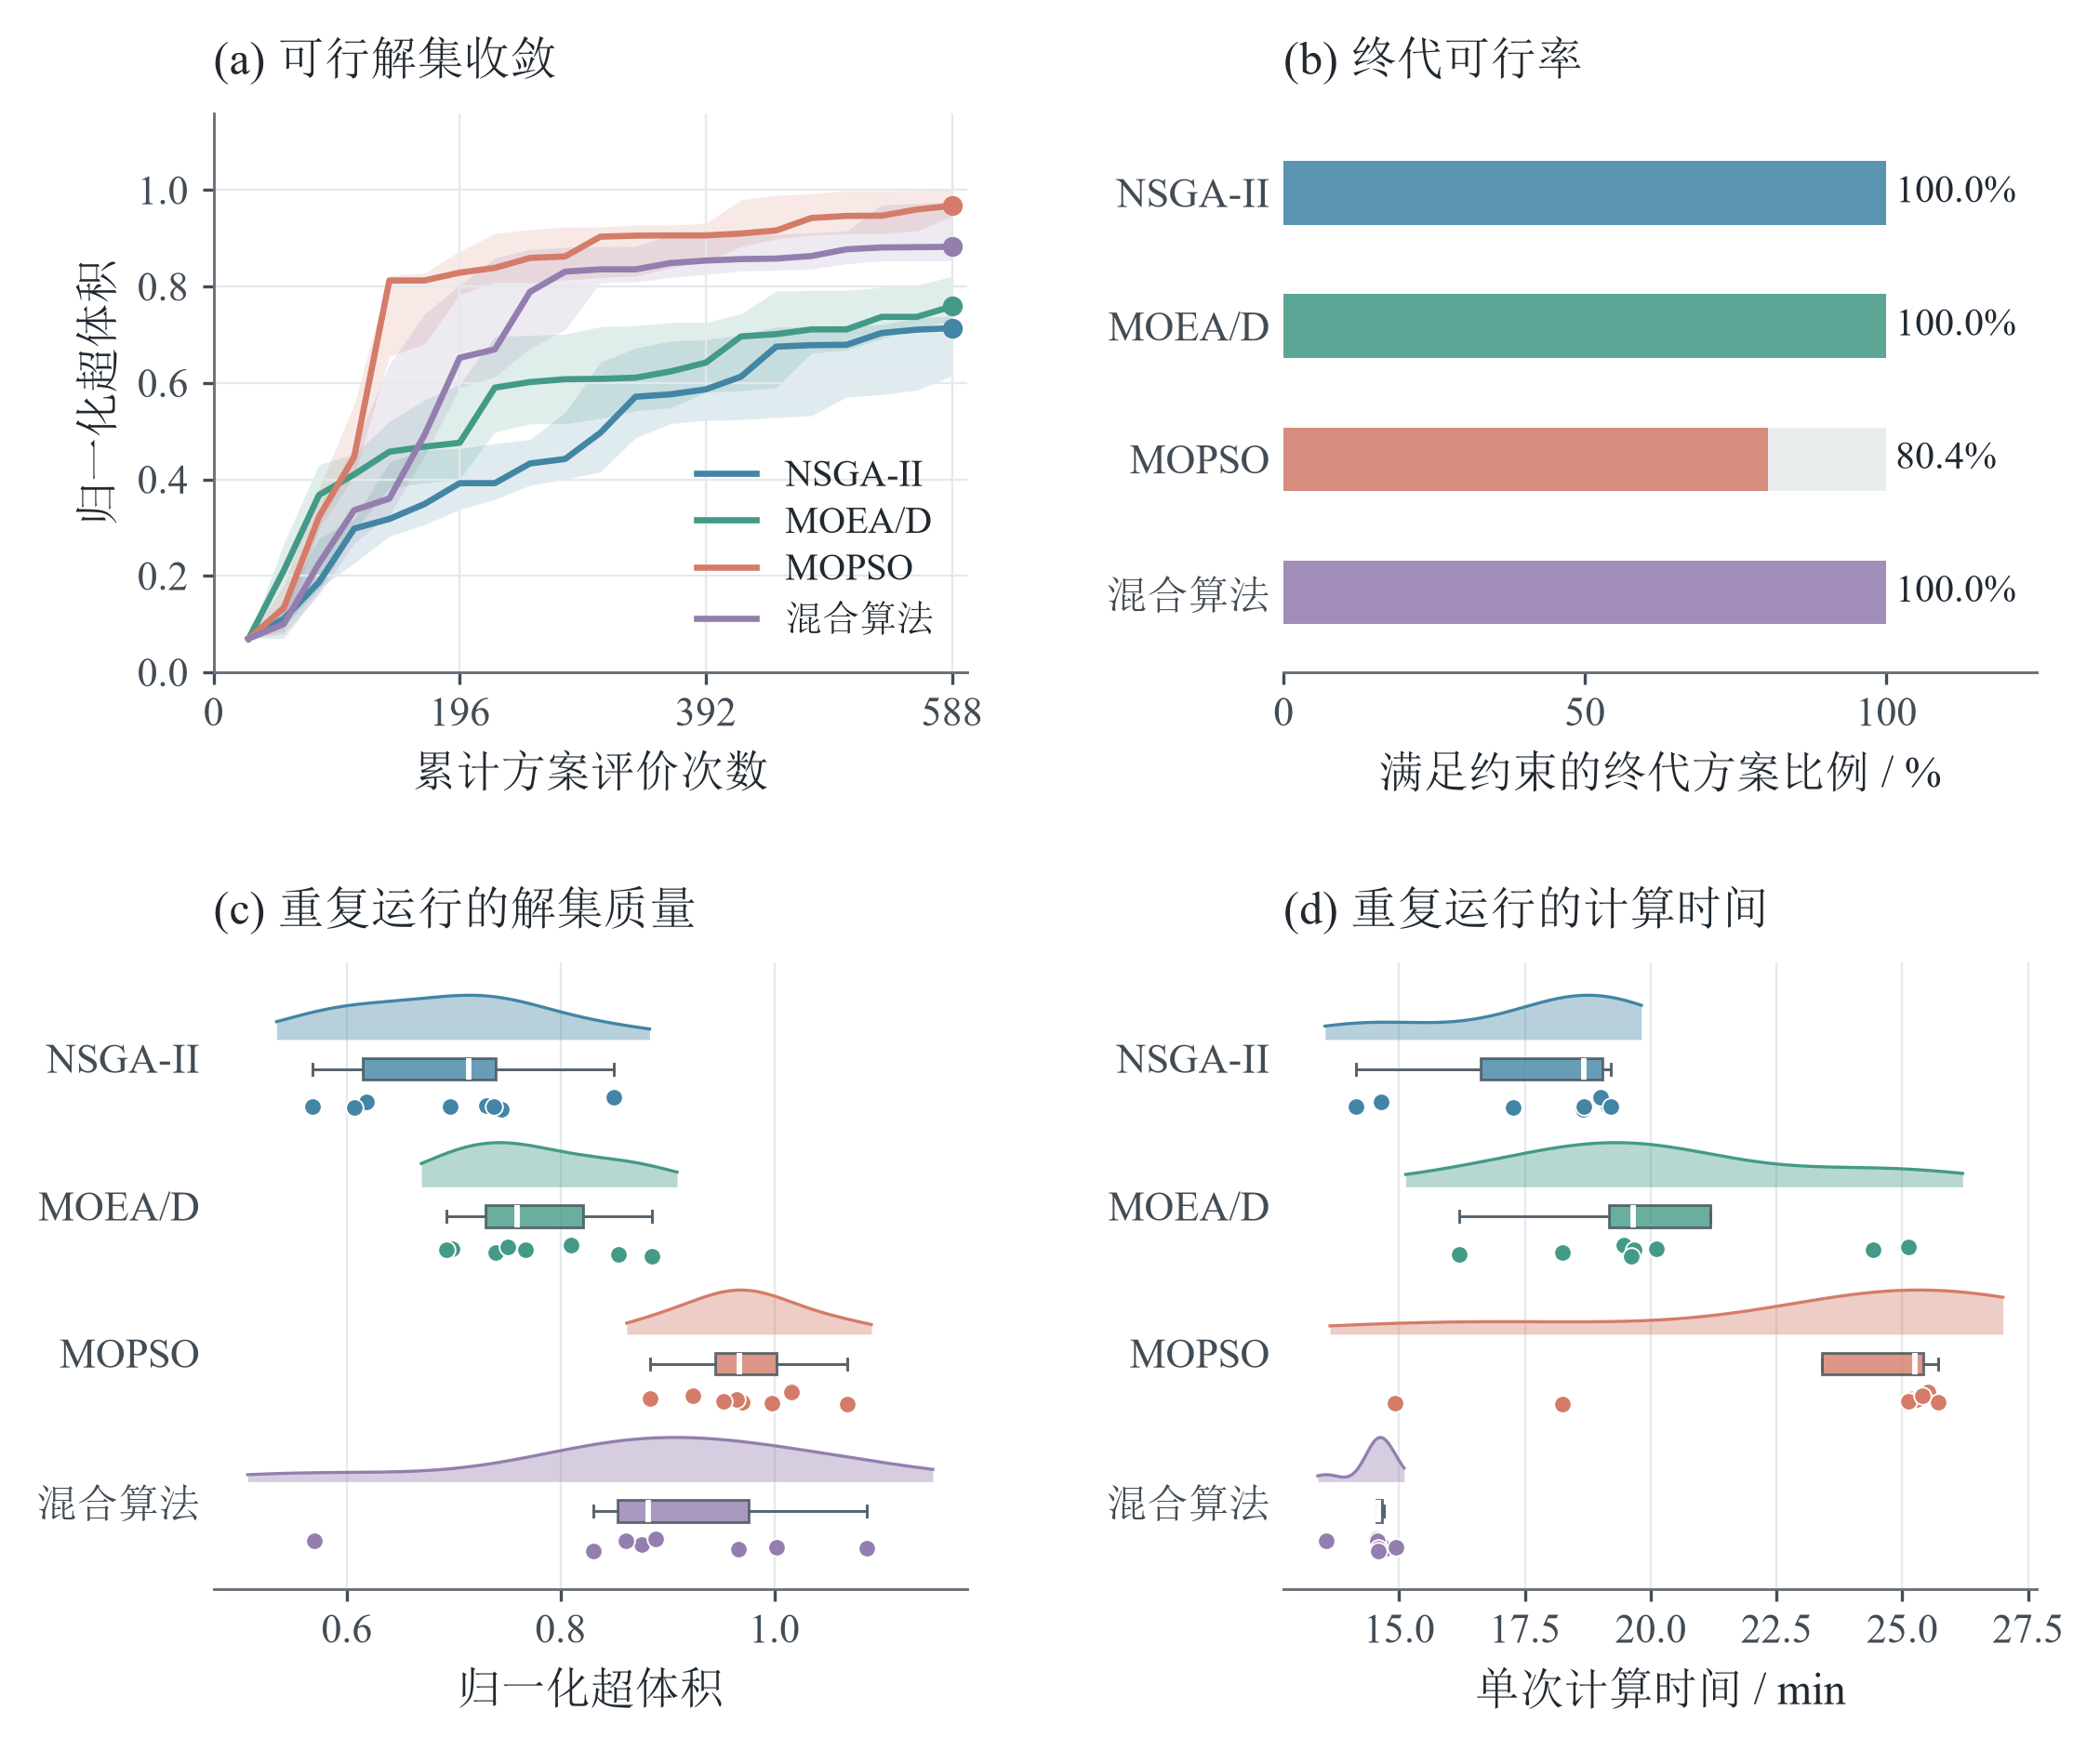 (a) 可行解集收敛
归一化超体积
1.0
0.8
0.6
0.4
0.2
0.0
0 196 392 588
累计方案评价次数
NSGA-II
MOEA/D
MOPSO
混合算法
(b) 终代可行率
NSGA-II 100.0%
MOEA/D 100.0%
MOPSO 80.4%
混合算法 100.0%
0 50 100
满足约束的终代方案比例 / %
(c) 重复运行的解集质量
NSGA-II
MOEA/D
MOPSO
混合算法
0.6 0.8 1.0
归一化超体积
(d) 重复运行的计算时间
NSGA-II
MOEA/D
MOPSO
混合算法
15.0 17.5 20.0 22.5 25.0 27.5
单次计算时间 / min